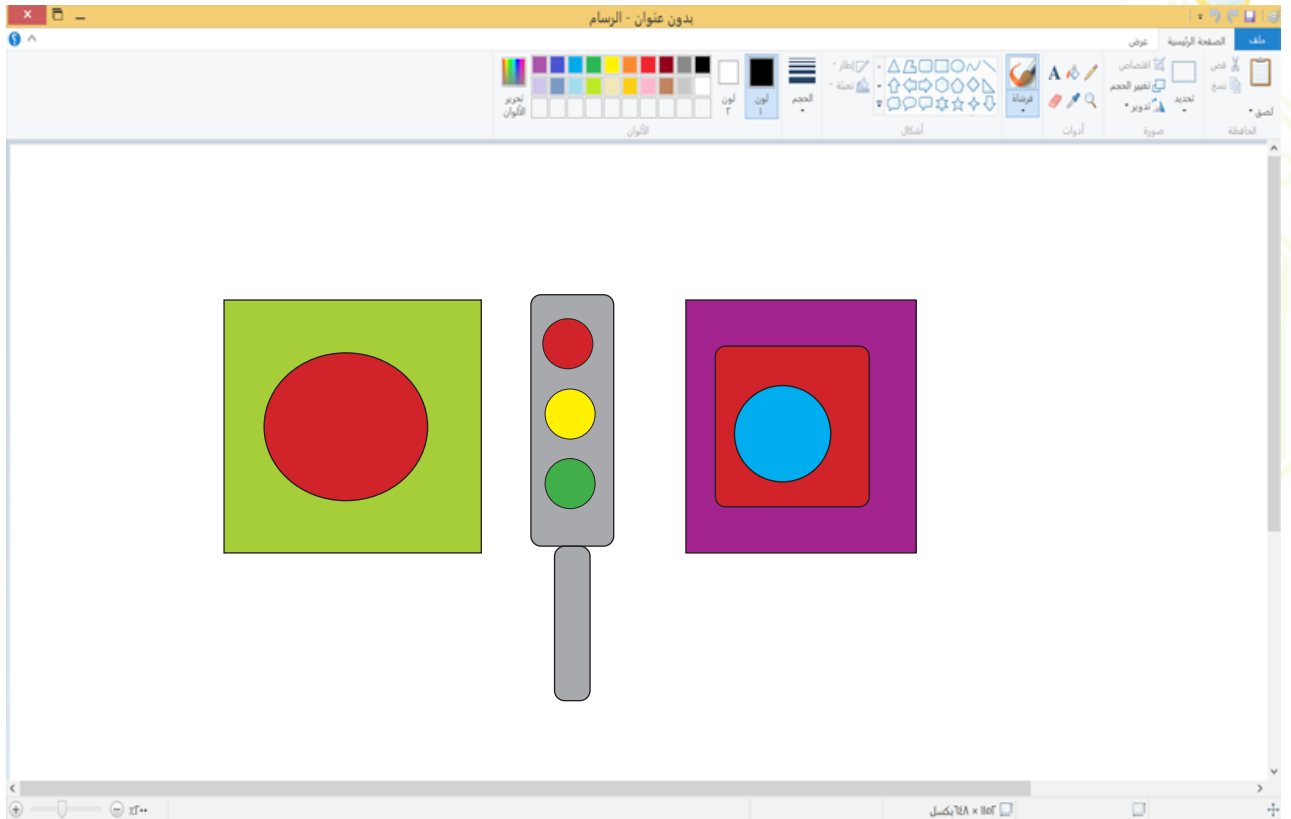 بدون عنوان - الرسام
ملف الصفحة الرئيسية عرض
لصق
قص
نسخ
الحافظة
تحديد
اقتصاص
تغيير الحجم
تدوير
صورة
A
أدوات
فرشاة
إطار
تعبئة
أشكال
الحجم
لون ١
لون ٢
تحرير الألوان
الألوان
١١٥٢ × ٦٤٨ بكسل
٢٠٠٪